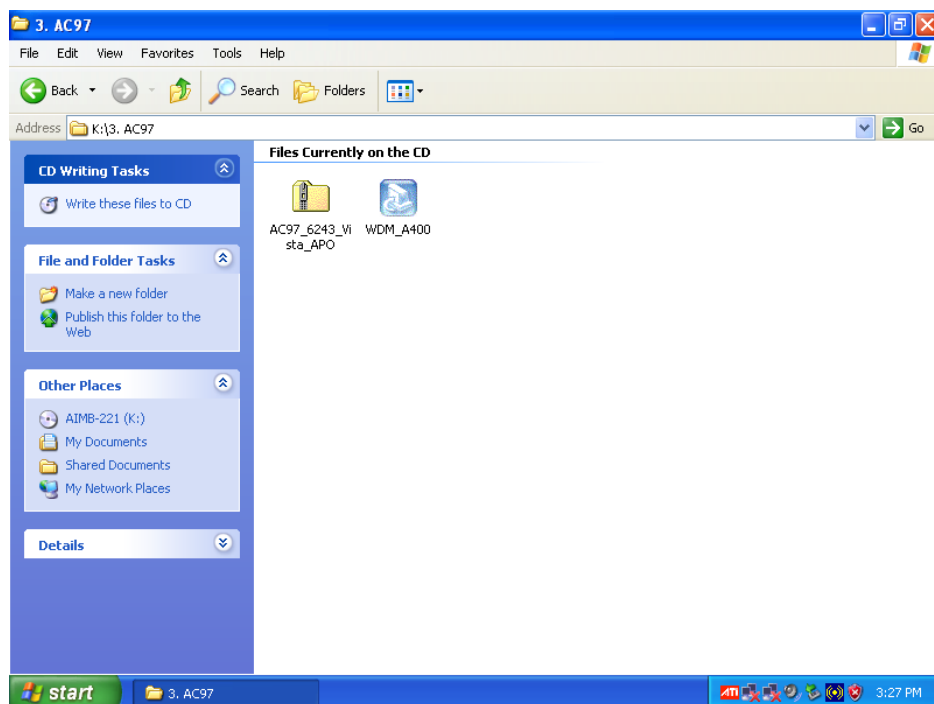 3. AC97
File Edit View Favorites Tools Help
Back Search Folders
Address K:\3. AC97 Go
CD Writing Tasks
Write these files to CD
File and Folder Tasks
Make a new folder
Publish this folder to the
Web
Other Places
AIMB-221 (K:)
My Documents
Shared Documents
My Network Places
Details
Files Currently on the CD
AC97_6243_Vi
sta_APO
WDM_A400
start 3. AC97 ATI 3:27 PM